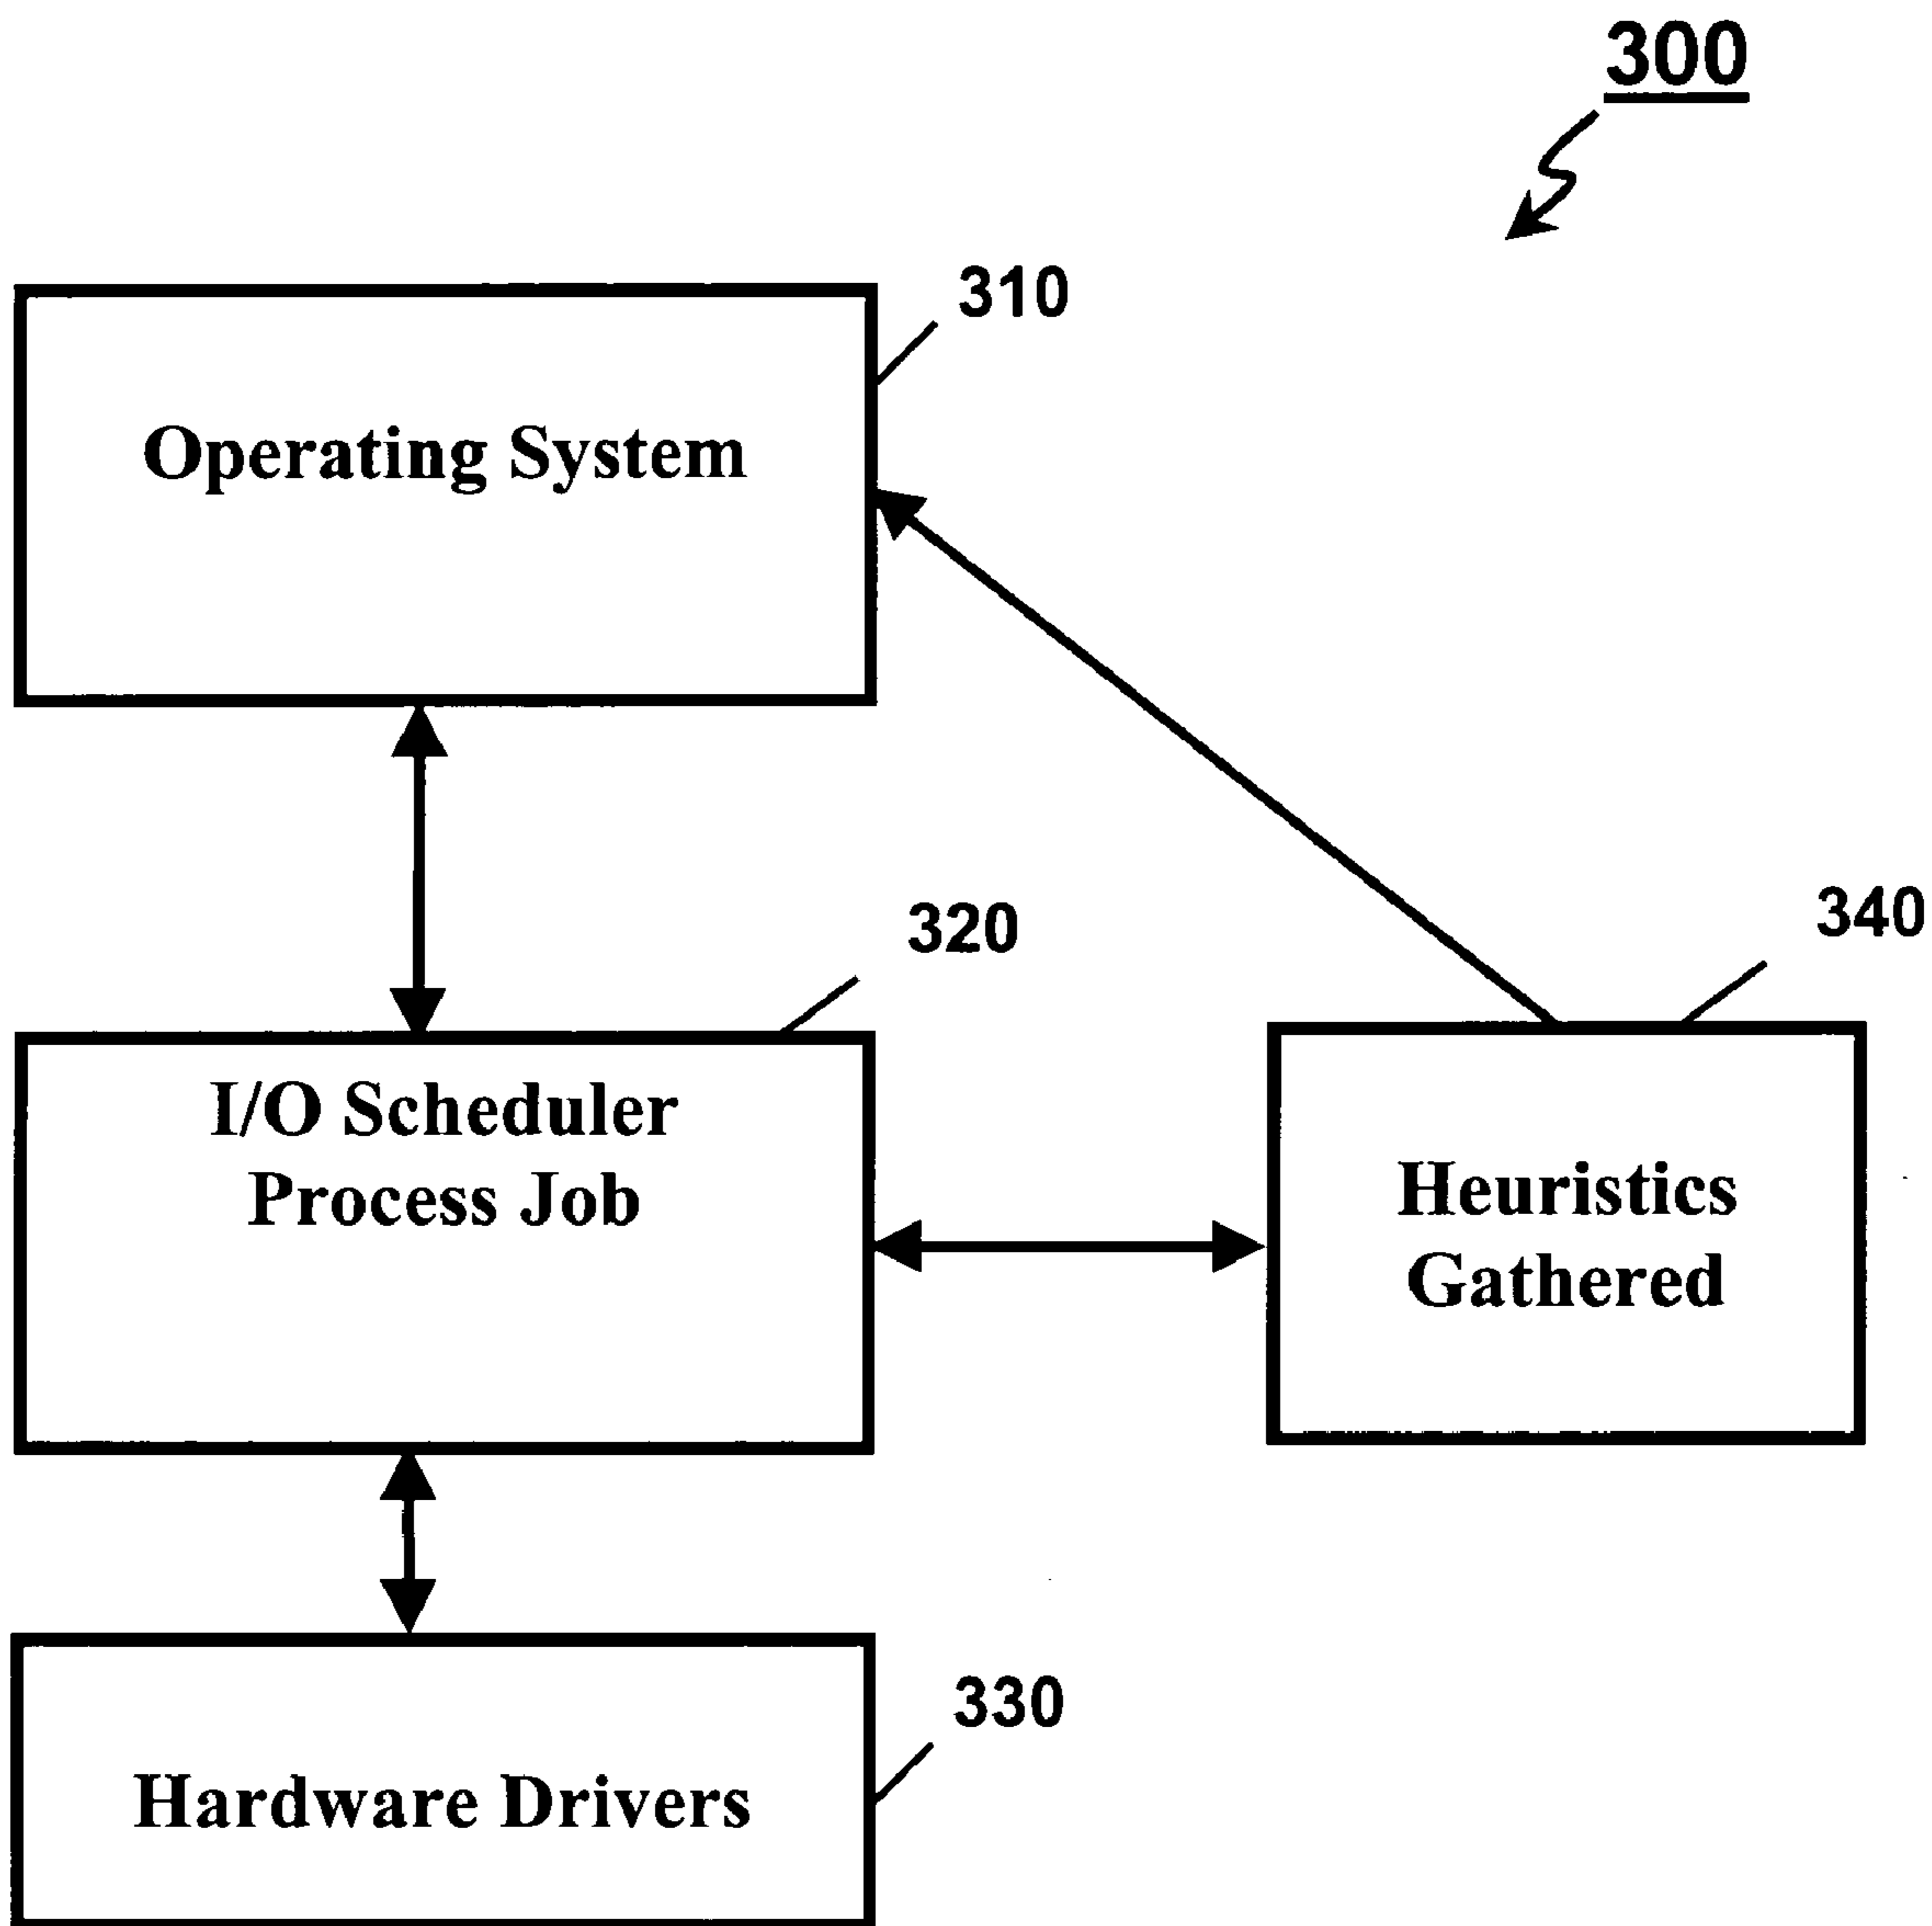 300
310
Operating System
320
340
I/O Scheduler
Process Job
Heuristics
Gathered
330
Hardware Drivers